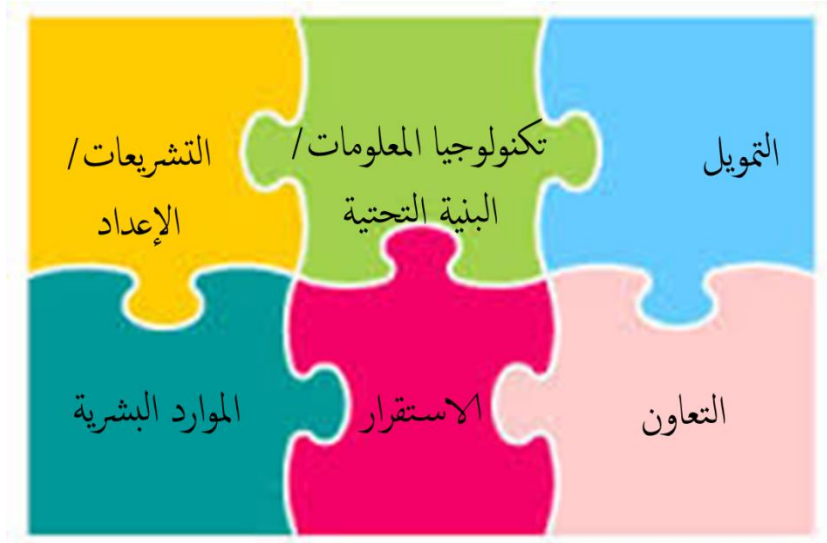 التمويل
تكنولوجيا المعلومات/
البنية التحتية
التشريعات/
الإعداد
التعاون
الاستقرار
الموارد البشرية